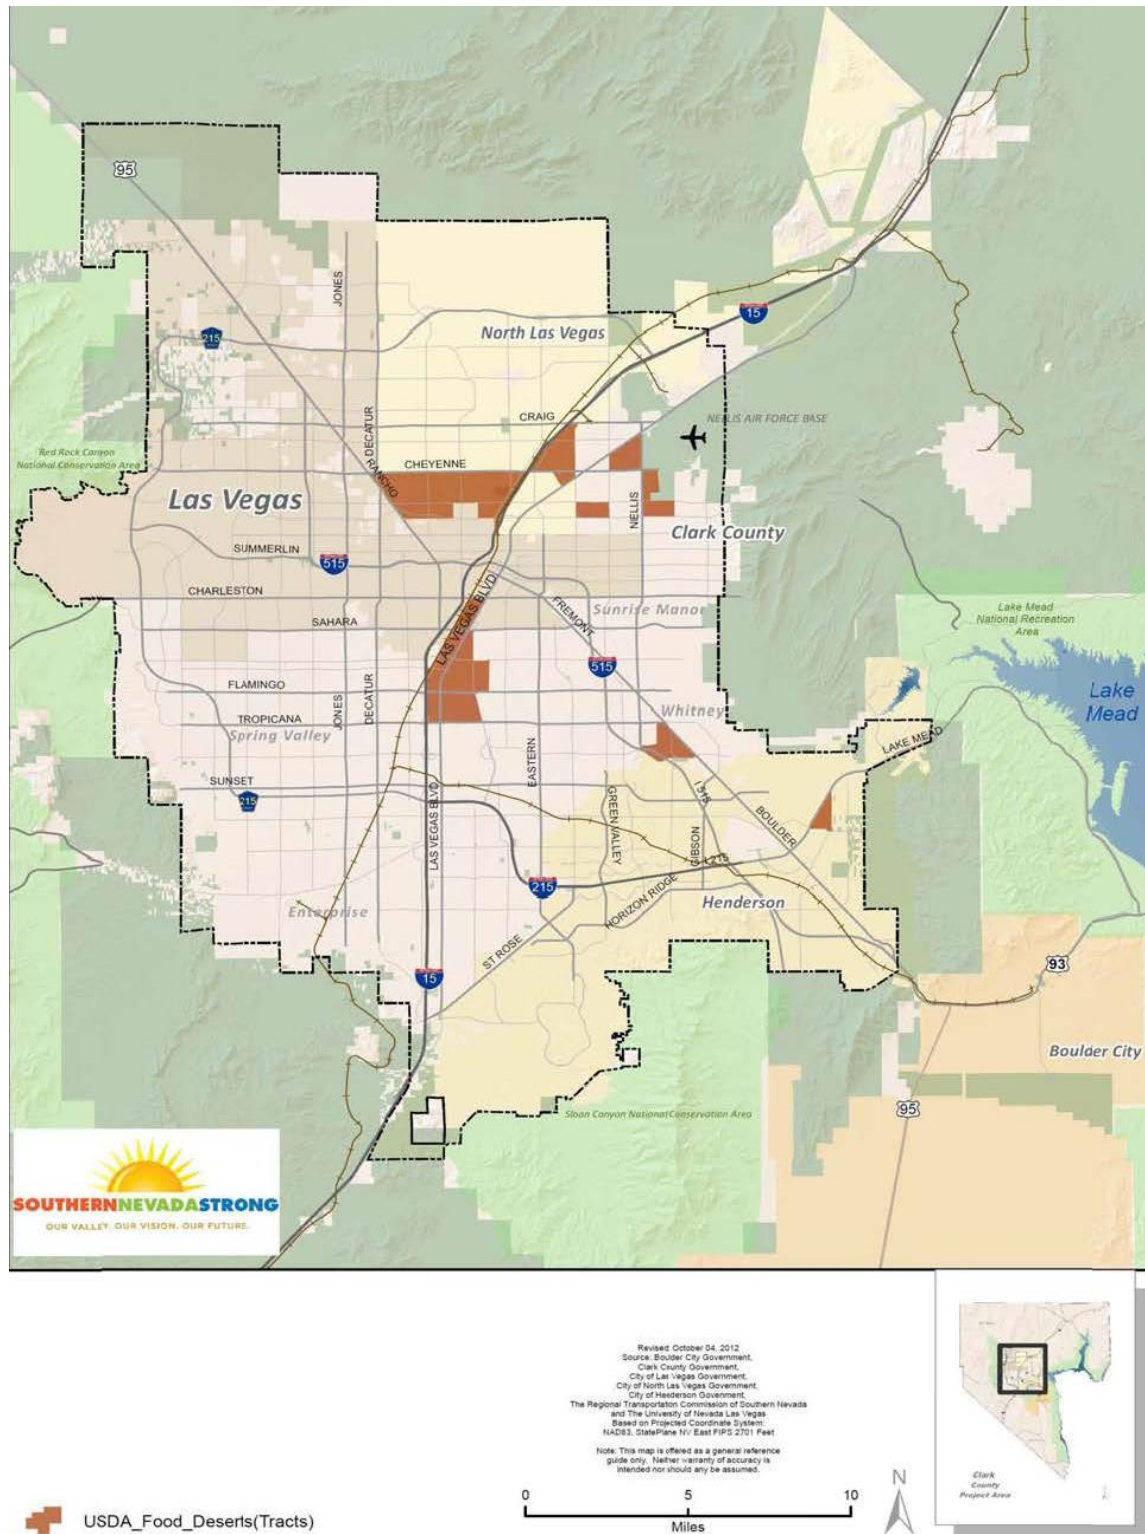 95
JONES
215
North Las Vegas
15
DECATUR
CRAIG
NELLIS AIR FORCE BASE
Red Rock Canyon
National Conservation Area
RANCHO
CHEYENNE
Las Vegas
NELLIS
Clark County
SUMMERLIN
515
CHARLESTON
LAS VEGAS BLVD
FREMONT
Sunrise Manor
Lake Mead
National Recreation
Area
SAHARA
515
FLAMINGO
JONES
DECATUR
Lake
Mead
TROPICANA
Spring Valley
Whitney
LAKE MEAD
EASTERN
SUNSET
215
LAS VEGAS BLVD
GREEN VALLEY
I 515
GIBSON
BOULDER
I 215
215
HORIZON RIDGE
Henderson
Enterprise
ST ROSE
15
93
Boulder City
95
Sloan Canyon National Conservation Area
SOUTHERNNEVADASTRONG
OUR VALLEY. OUR VISION. OUR FUTURE.
Revised: October 04, 2012
Source: Boulder City Government,
Clark County Government,
City of Las Vegas Government,
City of North Las Vegas Government,
City of Henderson Government,
The Regional Transportation Commission of Southern Nevada
and The University of Nevada Las Vegas
Based on Projected Coordinate System:
NAD83, StatePlane NV East FIPS 2701 Feet
Note: This map is offered as a general reference
guide only. Neither warranty of accuracy is
intended nor should any be assumed.
0 5 10
Miles
N
Clark
County
Project Area
USDA_Food_Deserts(Tracts)